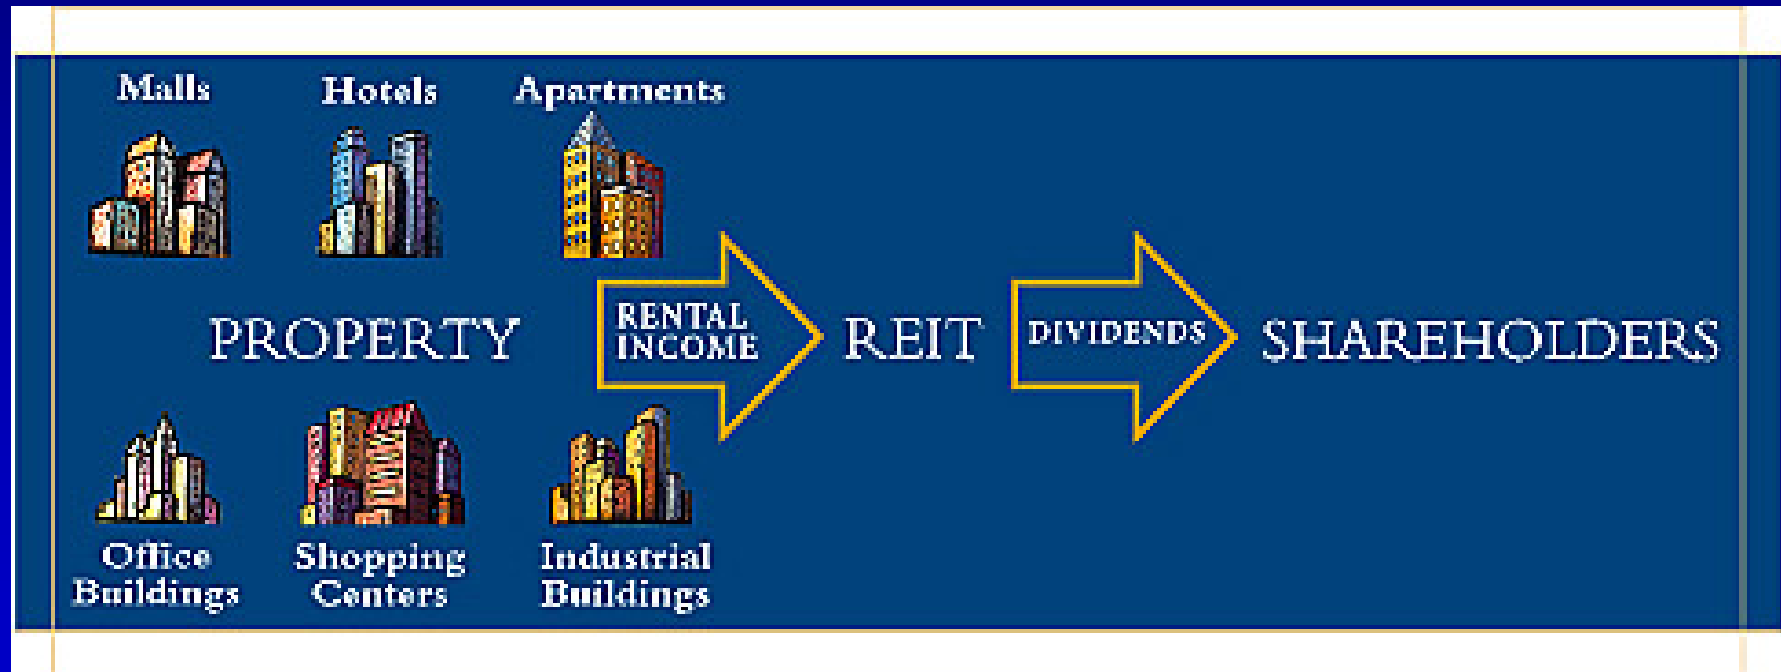 Malls
Hotels
Apartments
PROPERTY
RENTAL
INCOME
REIT
DIVIDENDS
SHAREHOLDERS
Office
Buildings
Shopping
Centers
Industrial
Buildings